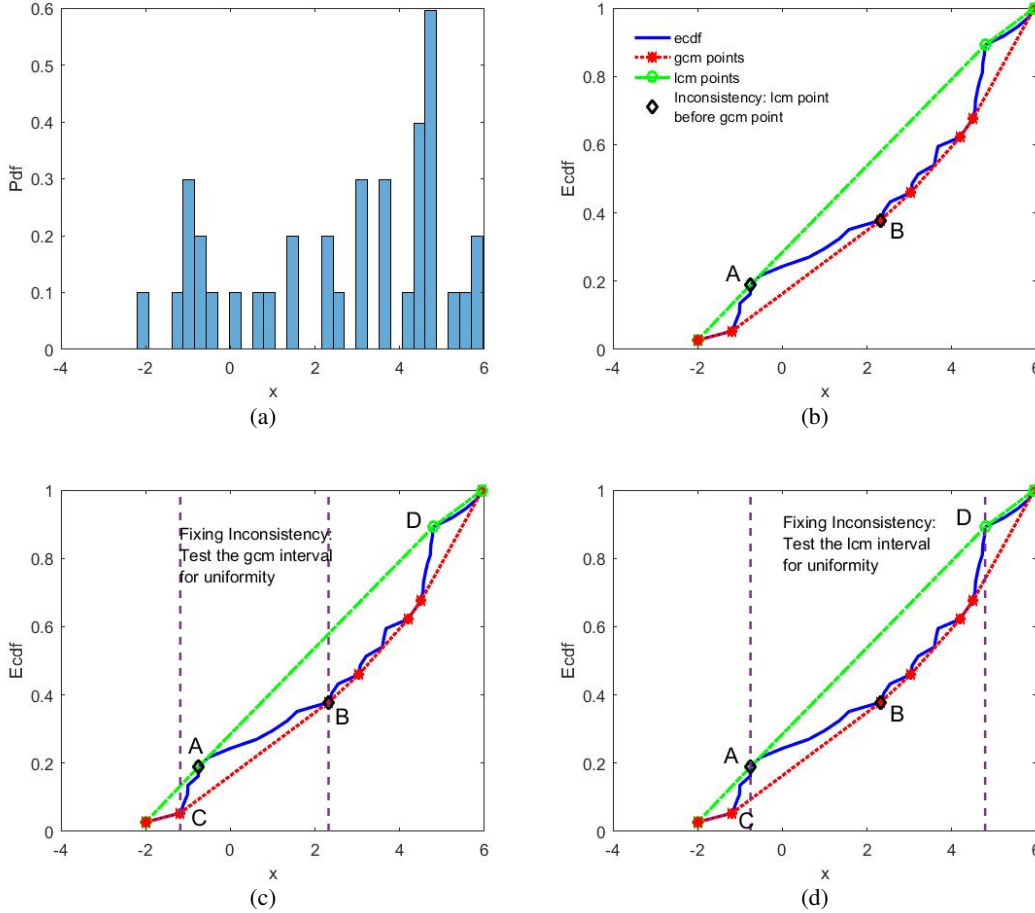 0.6
0.5
0.4
0.3
0.2
0.1
0
Pdf
-4 -2 0 2 4 6
x
(a)
1
0.8
0.6
0.4
0.2
0
Ecdf
ecdf
gcm points
lcm points
Inconsistency: lcm point
before gcm point
A
B
-4 -2 0 2 4 6
x
(b)
1
0.8
0.6
0.4
0.2
0
Ecdf
Fixing Inconsistency:
Test the gcm interval
for uniformity
D
A
B
C
-4 -2 0 2 4 6
x
(c)
1
0.8
0.6
0.4
0.2
0
Ecdf
Fixing Inconsistency:
Test the lcm interval
for uniformity
D
A
B
C
-4 -2 0 2 4 6
x
(d)